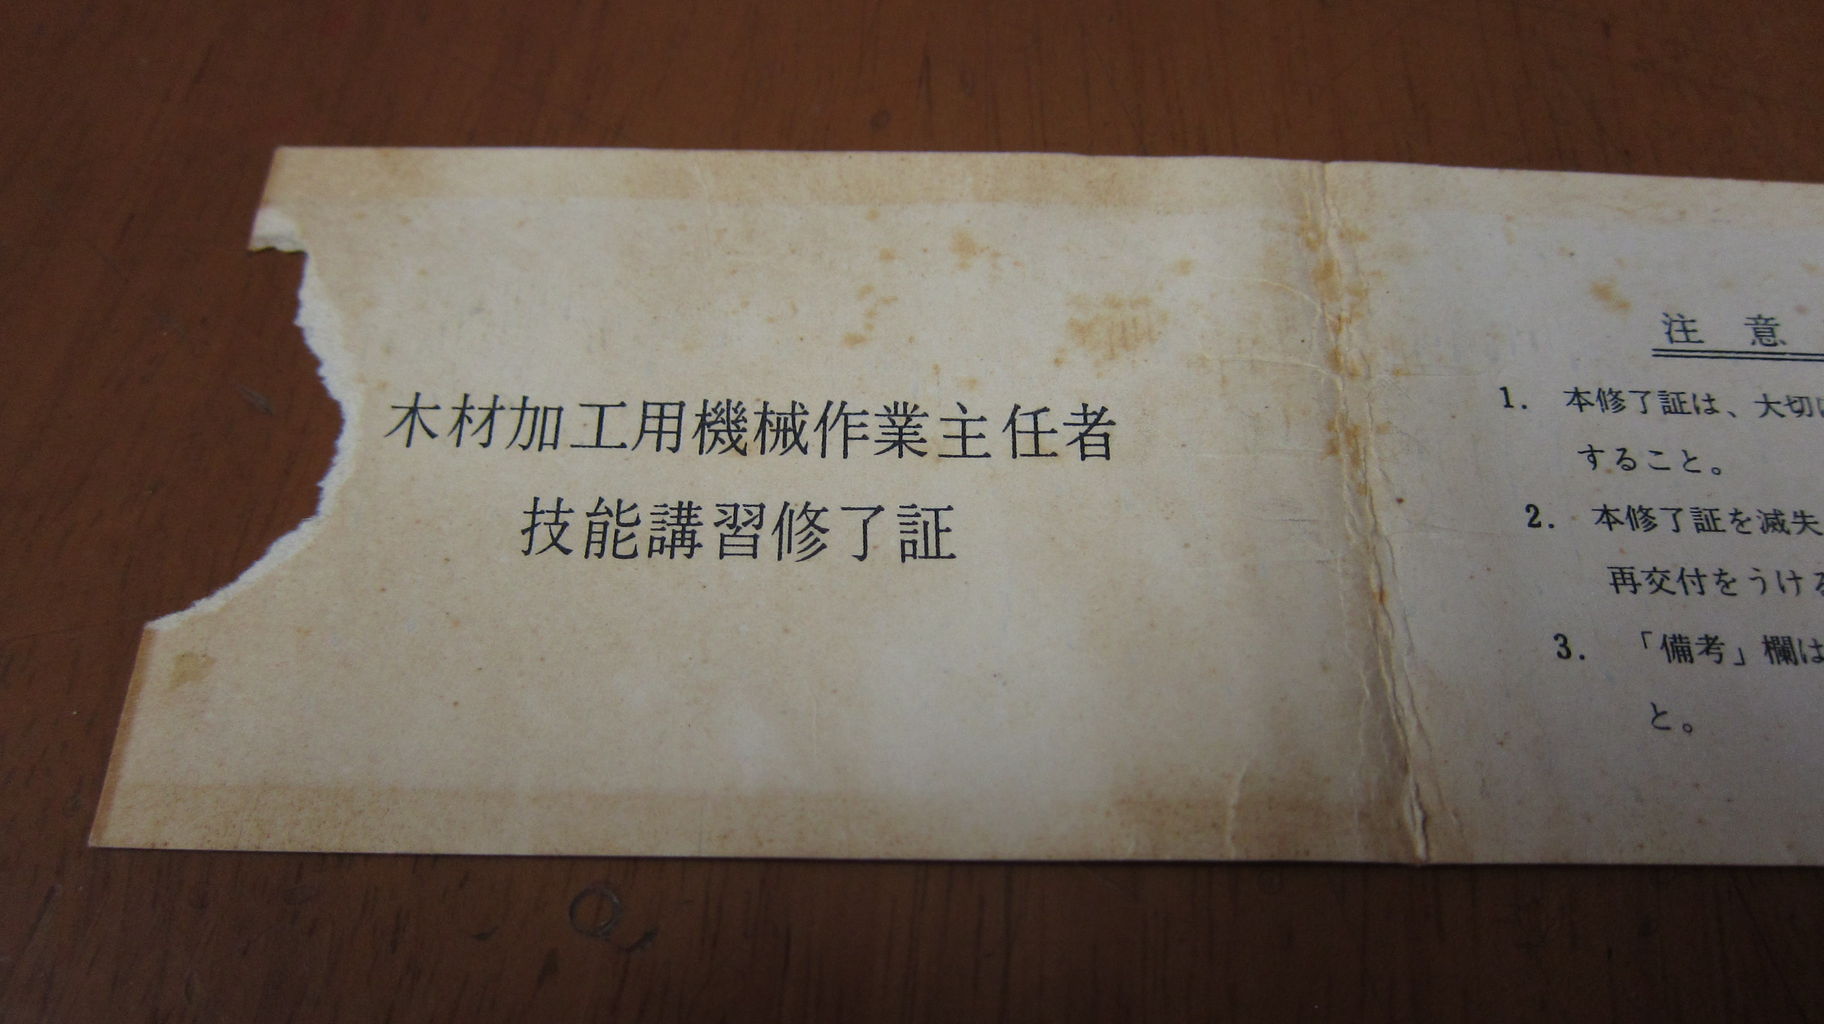 木材加工用機械作業主任者
技能講習修了証
注 意
1. 本修了証は、大切に
すること。
2. 本修了証を滅失
再交付をうける
3. 「備考」欄は
と。